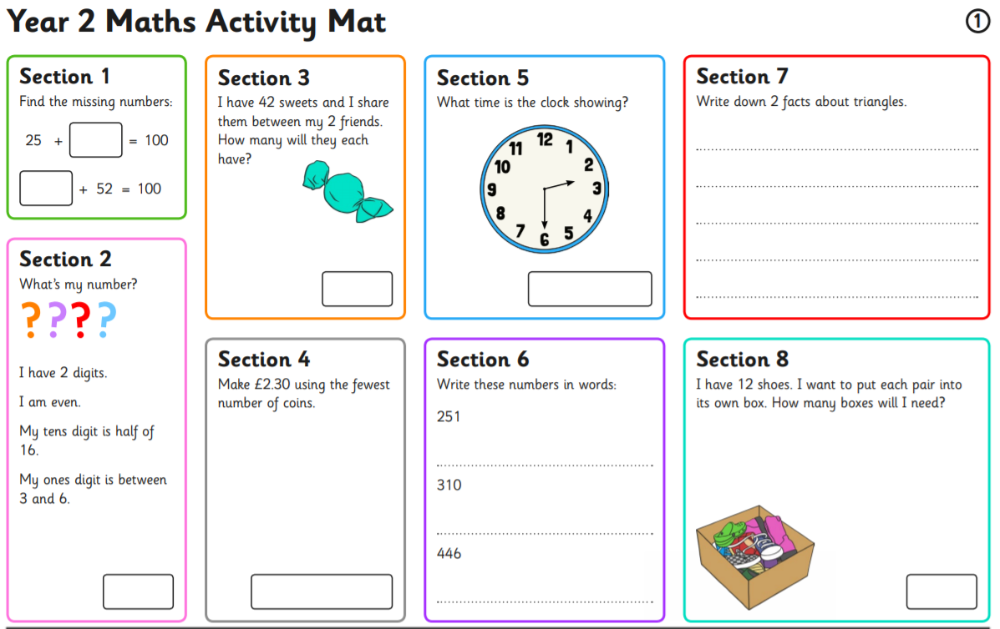 Year 2 Maths Activity Mat
1
Section 1
Find the missing numbers:
25 + = 100
+ 52 = 100
Section 2
What's my number?
? ? ? ?
I have 2 digits.
I am even.
My tens digit is half of
16.
My ones digit is between
3 and 6.
Section 3
I have 42 sweets and I share
them between my 2 friends.
How many will they each
have?
Section 4
Make £2.30 using the fewest
number of coins.
Section 5
What time is the clock showing?
12
1
2
3
4
5
6
7
8
9
10
11
Section 6
Write these numbers in words:
251
310
446
Section 7
Write down 2 facts about triangles.
Section 8
I have 12 shoes. I want to put each pair into
its own box. How many boxes will I need?